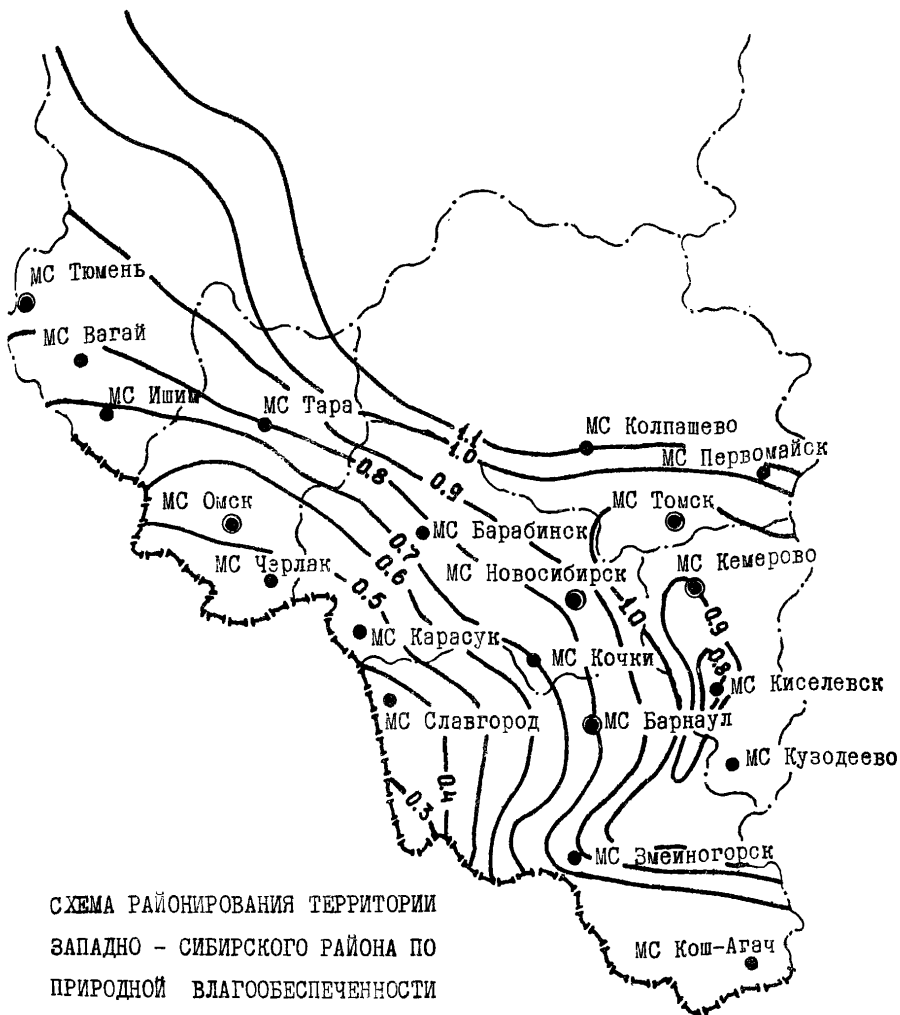 МС Тюмень
МС Вагай
МС Ишим
МС Тара
1.1
1.0
МС Колпашево
МС Первомайск
0.8
0.9
МС Омск
МС Томск
МС Барабинск
0.7
МС Черлак
0.6
МС Новосибирск
МС Кемерово
0.5
1.0
0.9
МС Карасук
МС Кочки
0.8
МС Киселевск
МС Славгород
МС Барнаул
МС Кузодеево
0.3
0.4
МС Змеиногорск
СХЕМА РАЙОНИРОВАНИЯ ТЕРРИТОРИИ
ЗАПАДНО - СИБИРСКОГО РАЙОНА ПО
МС Кош-Агач
ПРИРОДНОЙ ВЛАГООБЕСПЕЧЕННОСТИ